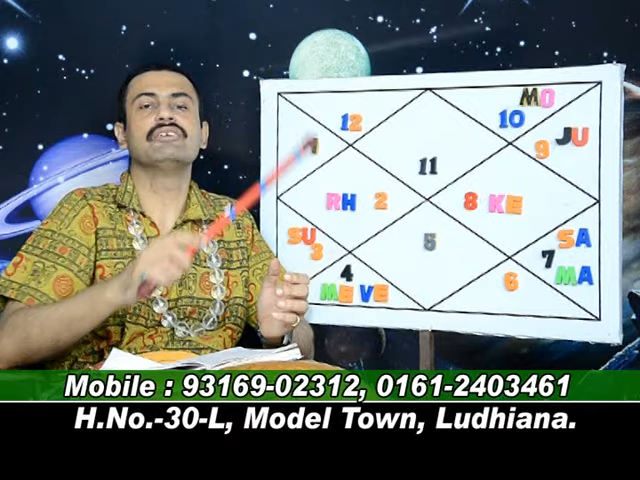 MO
12
10
JU
1
9
11
RH 2
8 KE
SU
3
5
SA
7
4
6
MA
ME VE
Mobile : 93169-02312, 0161-2403461
H.No.-30-L, Model Town, Ludhiana.